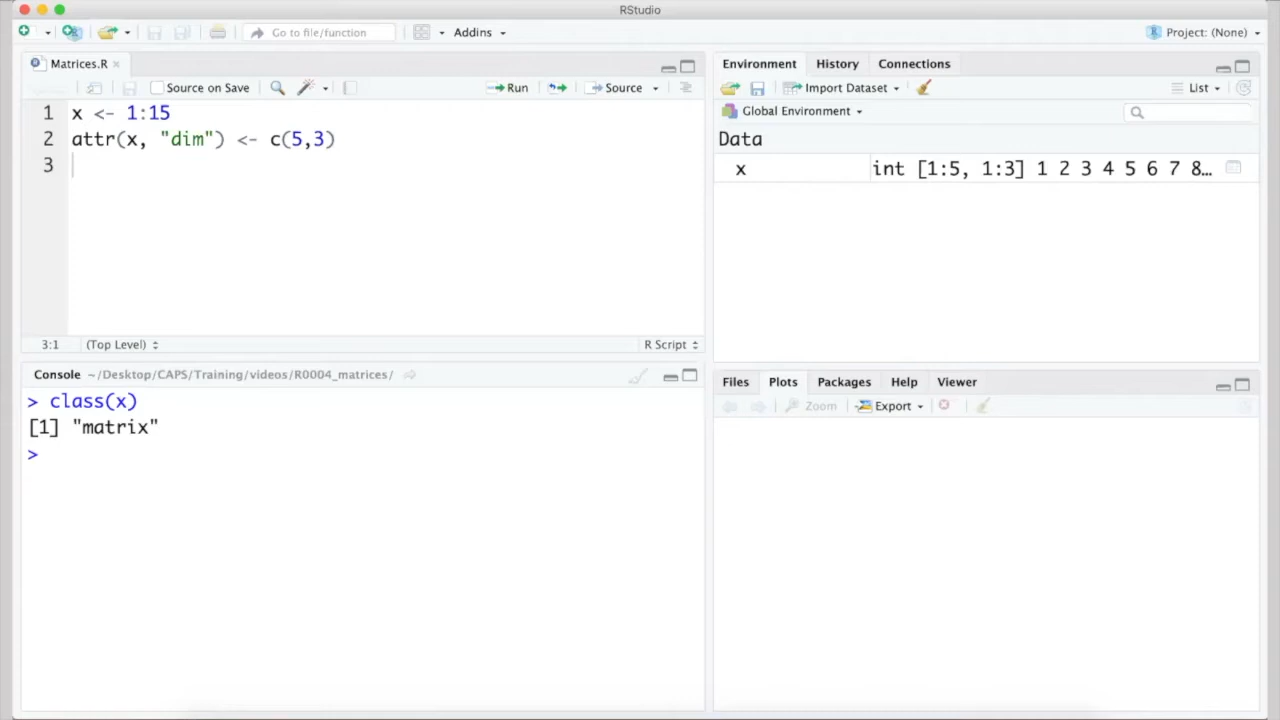 RStudio
Go to file/function
Addins
Project: (None)
Matrices.R
Source on Save
Run
Source
1 x <- 1:15
2 attr(x, "dim") <- c(5,3)
3
3:1 (Top Level) R Script
Console ~/Desktop/CAPS/Training/videos/R0004_matrices/
> class(x)
[1] "matrix"
>
Environment History Connections
Import Dataset
List
Global Environment
Data
x int [1:5, 1:3] 1 2 3 4 5 6 7 8…
Files Plots Packages Help Viewer
Zoom Export